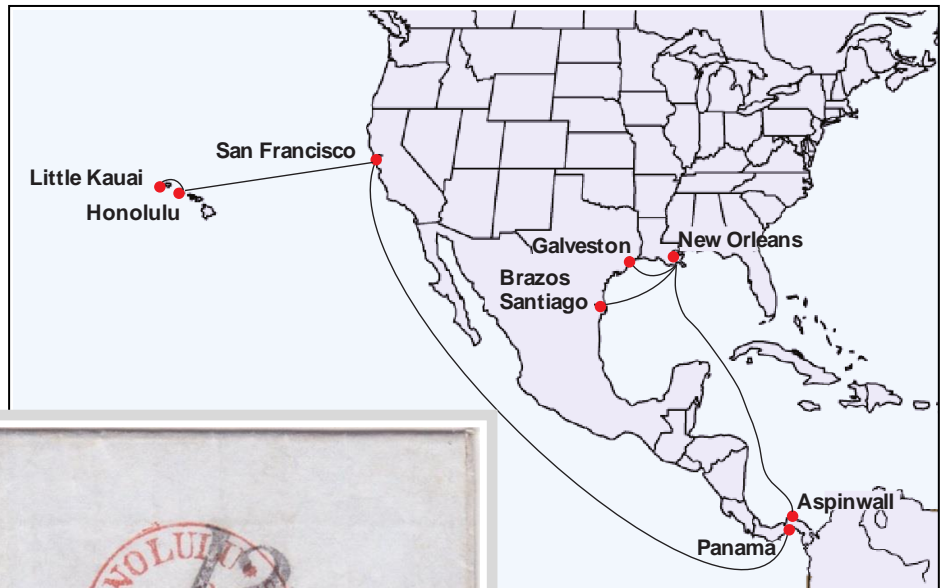 San Francisco
Little Kauai
Honolulu
Galveston
New Orleans
Brazos
Santiago
Aspinwall
Panama